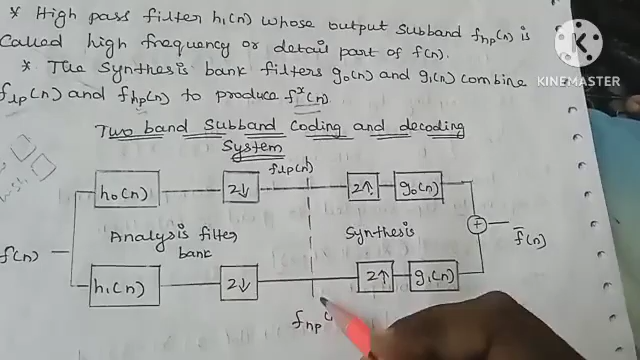 * High pass filter h1(n) whose output subband fhp(n) is
Called high frequency or detail part of f(n).
* The Synthesis bank filters g0(n) and g1(n) combine
flp(n) and fhp(n) to produce f^x(n)
KINEMASTER
Two band Subband Coding and decoding
System
flp(n)
h0(n) 2↓ 2↑ g0(n)
f(n) Analysis filter Synthesis + f̄(n)
bank
h1(n) 2↓ 2↑ g1(n)
fhp(